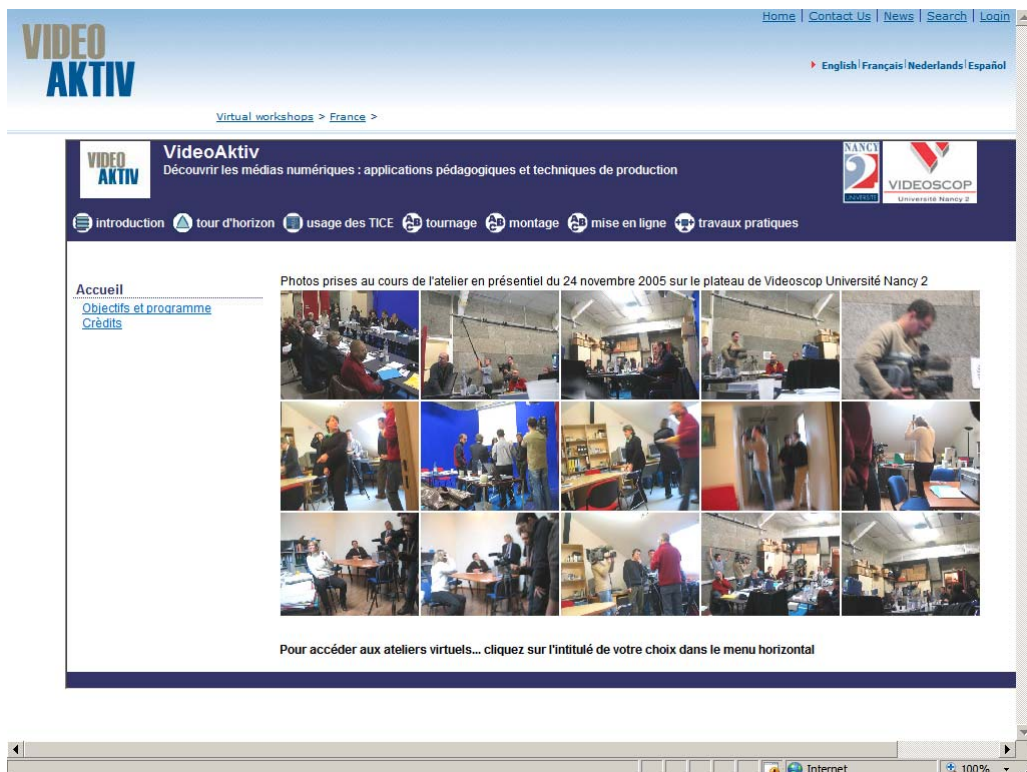 Home | Contact Us | News | Search | Login
VIDEO
AKTIV
English Français Nederlands Español
Virtual workshops > France >
VIDEO
AKTIV
VideoAktiv
Découvrir les médias numériques : applications pédagogiques et techniques de production
NANCY
2
UNIVERSITÉ
VIDEOSCOP
Université Nancy 2
introduction tour d'horizon usage des TICE tournage montage mise en ligne travaux pratiques
Accueil
Objectifs et programme
Crèdits
Photos prises au cours de l'atelier en présentiel du 24 novembre 2005 sur le plateau de Videoscop Université Nancy 2
Pour accéder aux ateliers virtuels... cliquez sur l'intitulé de votre choix dans le menu horizontal
Internet
100%